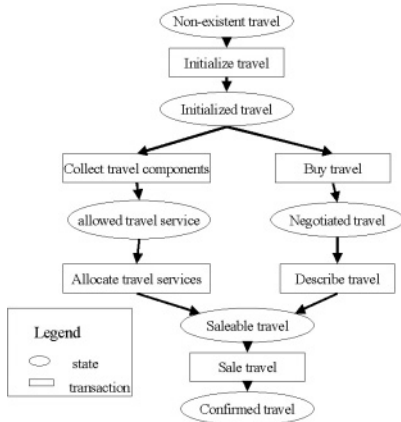 Non-existent travel
Initialize travel
Initialized travel
Collect travel components
Buy travel
allowed travel service
Negotiated travel
Allocate travel services
Describe travel
Legend
state
transaction
Saleable travel
Sale travel
Confirmed travel